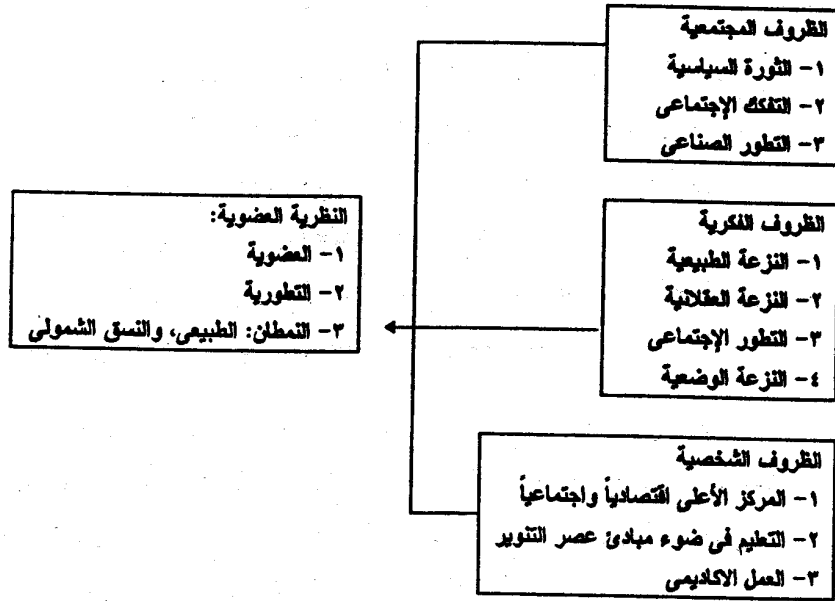 الظروف المجتمعية
١- الثورة السياسية
٢- التفكك الإجتماعى
٣- التطور الصناعى
الظروف الفكرية
١- النزعة الطبيعية
٢- النزعة العقلانية
٣- التطور الإجتماعى
٤- النزعة الوضعية
الظروف الشخصية
١- المركز الأعلى اقتصادياً واجتماعياً
٢- التعليم فى ضوء مبادئ عصر التنوير
٣- العمل الاكاديمى
النظرية العضوية:
١- العضوية
٢- التطورية
٣- النمطان: الطبيعى، والنسق الشمولى